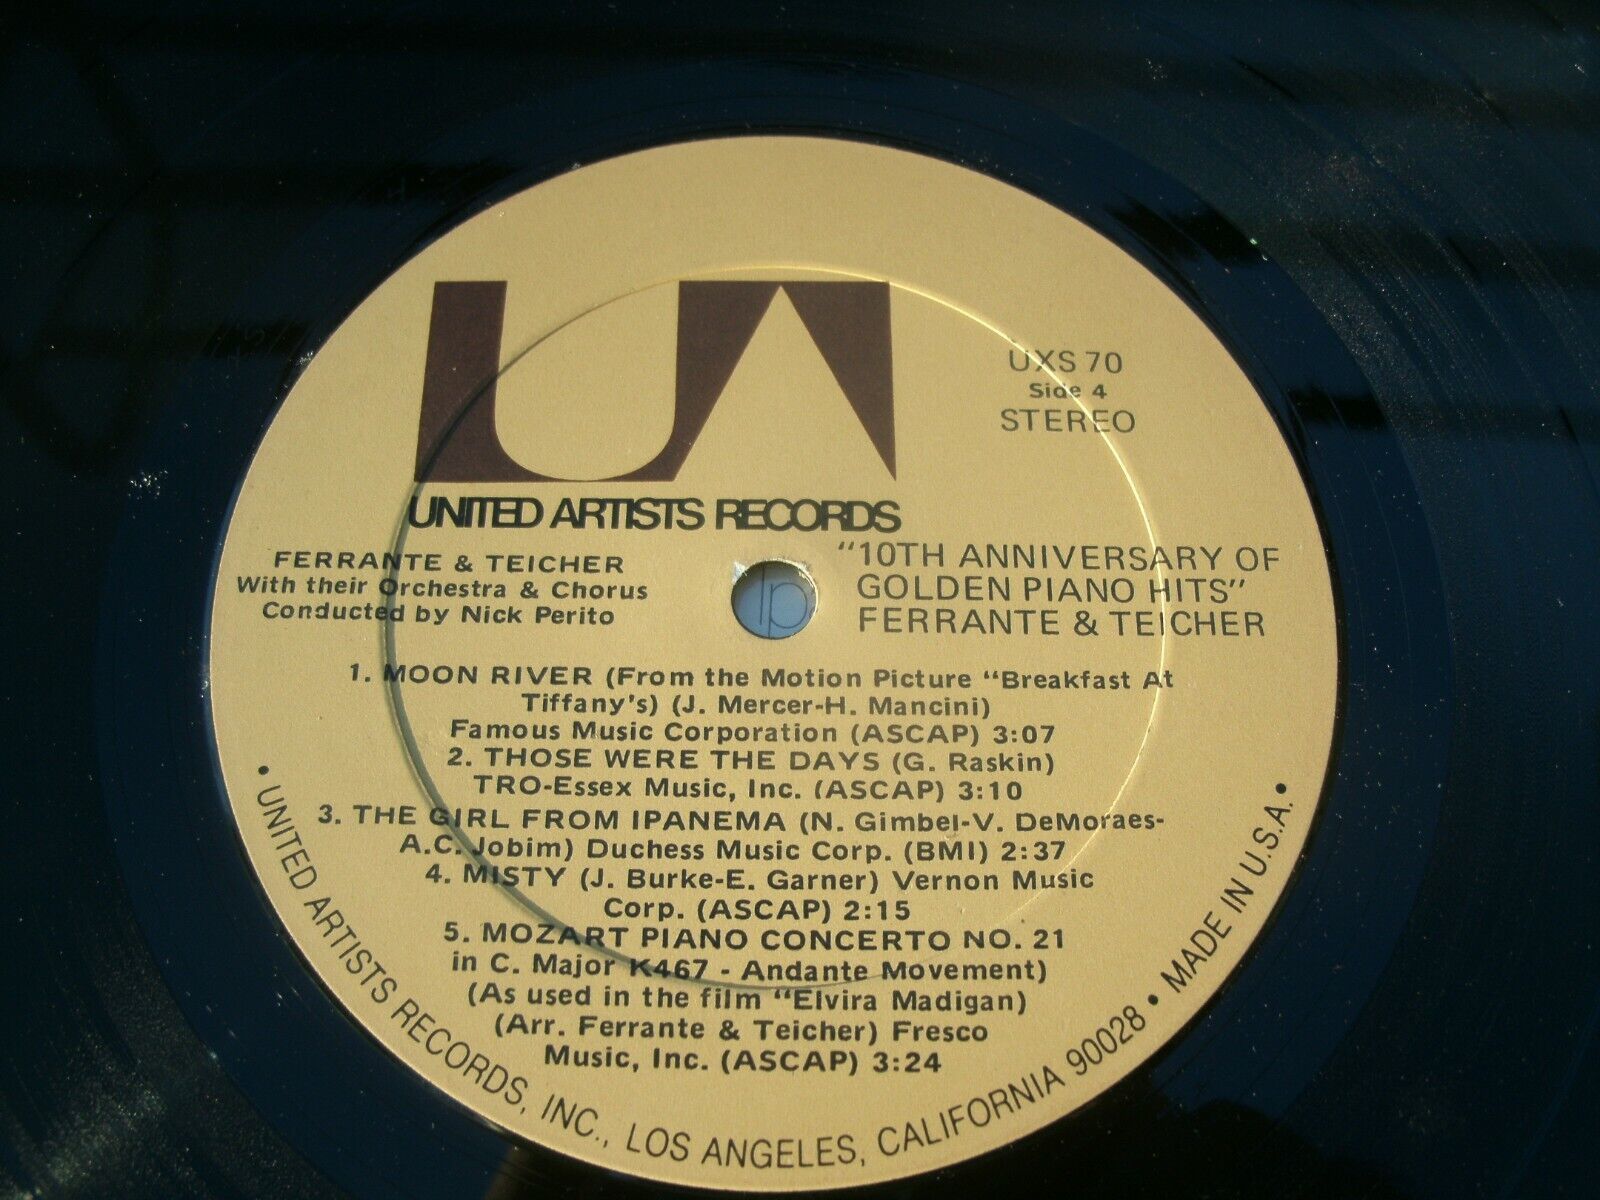 UA
UNITED ARTISTS RECORDS
UXS 70
Side 4
STEREO
FERRANTE & TEICHER
With their Orchestra & Chorus
Conducted by Nick Perito
"10TH ANNIVERSARY OF
GOLDEN PIANO HITS"
FERRANTE & TEICHER
lp
1. MOON RIVER (From the Motion Picture "Breakfast At
Tiffany's) (J. Mercer-H. Mancini)
Famous Music Corporation (ASCAP) 3:07
2. THOSE WERE THE DAYS (G. Raskin)
TRO-Essex Music, Inc. (ASCAP) 3:10
3. THE GIRL FROM IPANEMA (N. Gimbel-V. DeMoraes-
A.C. Jobim) Duchess Music Corp. (BMI) 2:37
4. MISTY (J. Burke-E. Garner) Vernon Music
Corp. (ASCAP) 2:15
5. MOZART PIANO CONCERTO NO. 21
in C. Major K467 - Andante Movement)
(As used in the film "Elvira Madigan)
(Arr. Ferrante & Teicher) Fresco
Music, Inc. (ASCAP) 3:24
• UNITED ARTISTS RECORDS, INC., LOS ANGELES, CALIFORNIA 90028 • MADE IN U.S.A. •